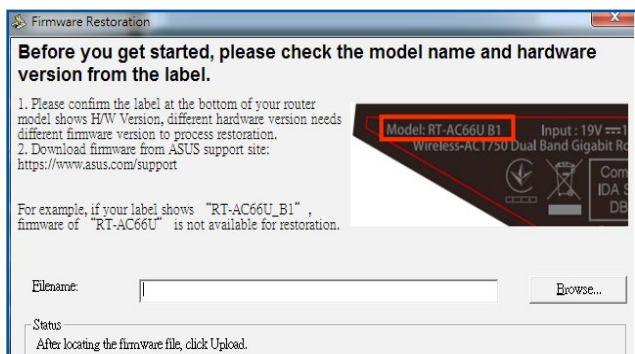 Firmware Restoration
Before you get started, please check the model name and hardware
version from the label.
1. Please confirm the label at the bottom of your router
model shows H/W Version, different hardware version needs
different firmware version to process restoration.
2. Download firmware from ASUS support site:
https://www.asus.com/support
For example, if your label shows “RT-AC66U_B1”,
firmware of “RT-AC66U” is not available for restoration.
Model: RT-AC66U B1
Input : 19V
Wireless-AC1750 Dual Band Gigabit
IDA
DB
Filename:
Browse...
Status
After locating the firmware file, click Upload.